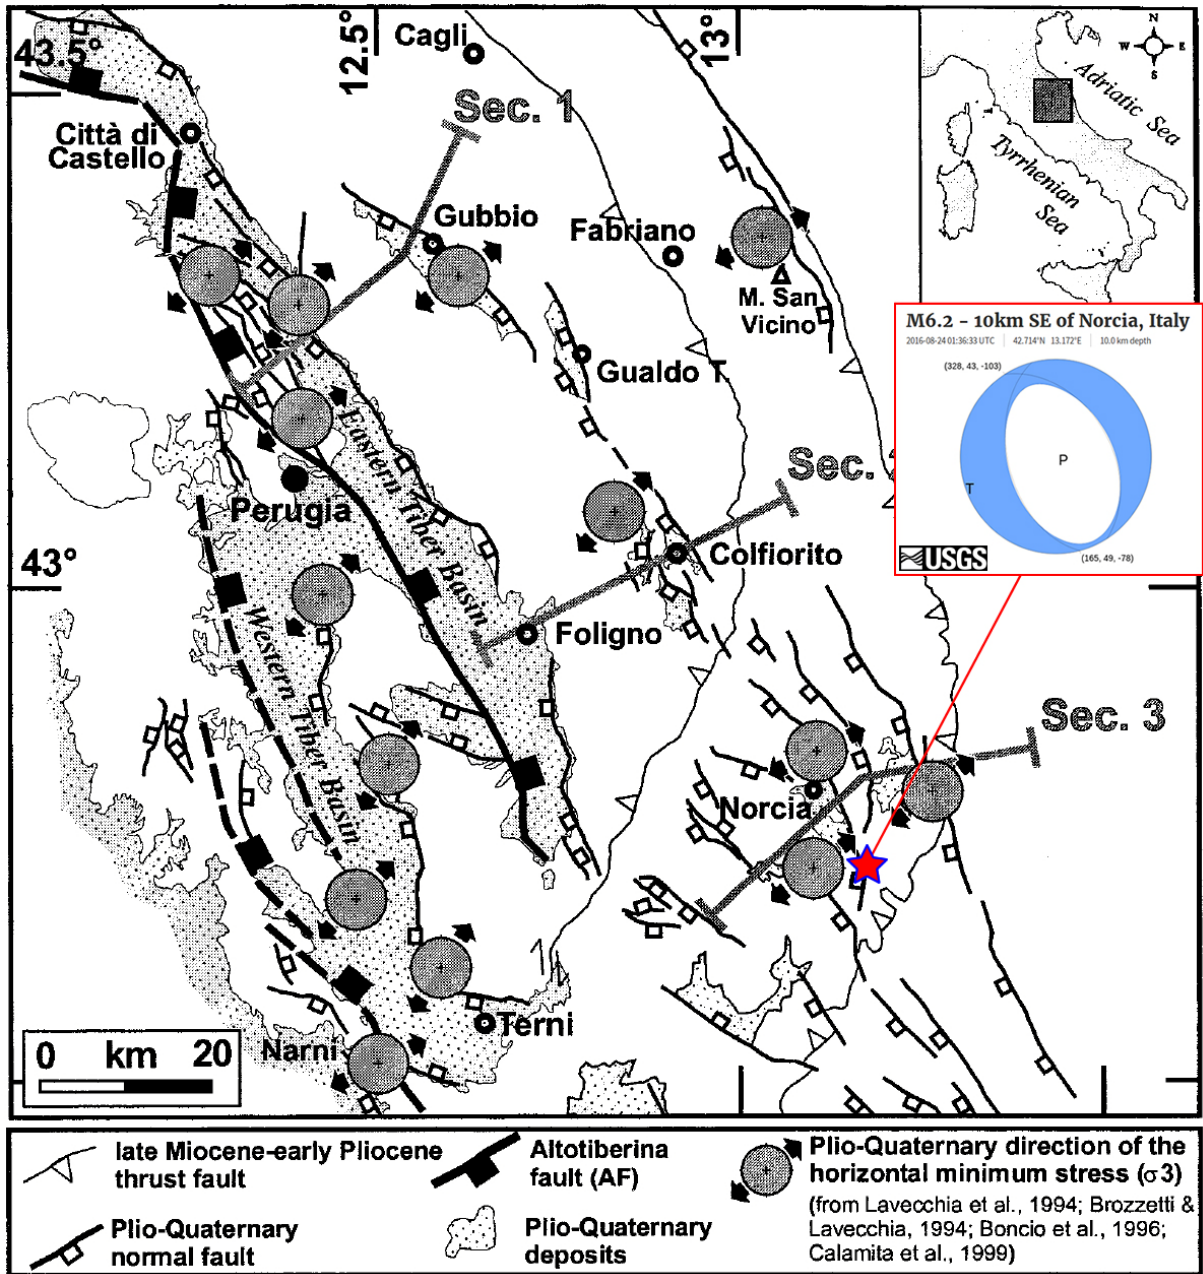 43.5°
12.5°
13°
Cagli
Sec. 1
Città di
Castello
Gubbio
Fabriano
M. San
Vicino
Gualdo T.
Eastern Tiber Basin
Perugia
Sec. 2
Colfiorito
43°
Foligno
Western Tiber Basin
Sec. 3
Norcia
Terni
Narni
0 km 20
N
W E
S
Adriatic Sea
Tyrrhenian
Sea
M6.2 - 10km SE of Norcia, Italy
2016-08-24 01:36:33 UTC 42.714°N 13.172°E 10.0 km depth
(328, 43, -103)
P
T
(165, 49, -78)
USGS
late Miocene-early Pliocene
thrust fault
Plio-Quaternary
normal fault
Altotiberina
fault (AF)
Plio-Quaternary
deposits
Plio-Quaternary direction of the
horizontal minimum stress (σ3)
(from Lavecchia et al., 1994; Brozzetti &
Lavecchia, 1994; Boncio et al., 1996;
Calamita et al., 1999)